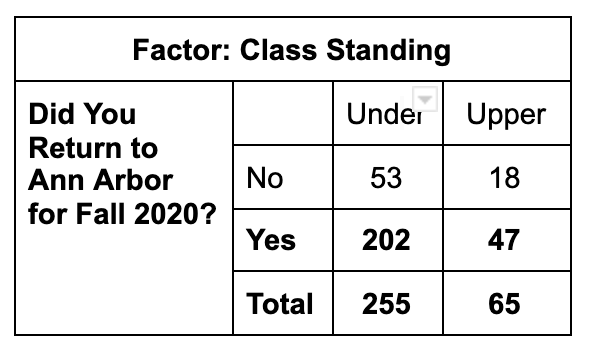 Factor: Class Standing
Did You
Return to
Ann Arbor
for Fall 2020?
Under Upper
No 53 18
Yes 202 47
Total 255 65